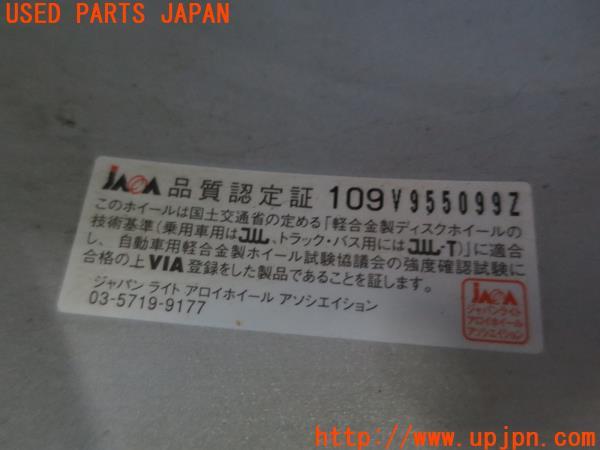 USED PARTS JAPAN
JAWA 品質認定証 109V955099Z
このホイールは国土交通省の定める「軽合金製ディスクホイールの
技術基準（乗用車用はJWL、トラック・バス用にはJWL-T）」に適合
し、自動車用軽合金製ホイール試験協議会の強度確認試験に
合格の上VIA登録をした製品であることを証します。
ジャパン ライト アロイホイール アソシエイション
03-5719-9177
JAWA
ジャパンライト
アロイホイール
アソシエイション
UPJ
http://www.upjpn.com/